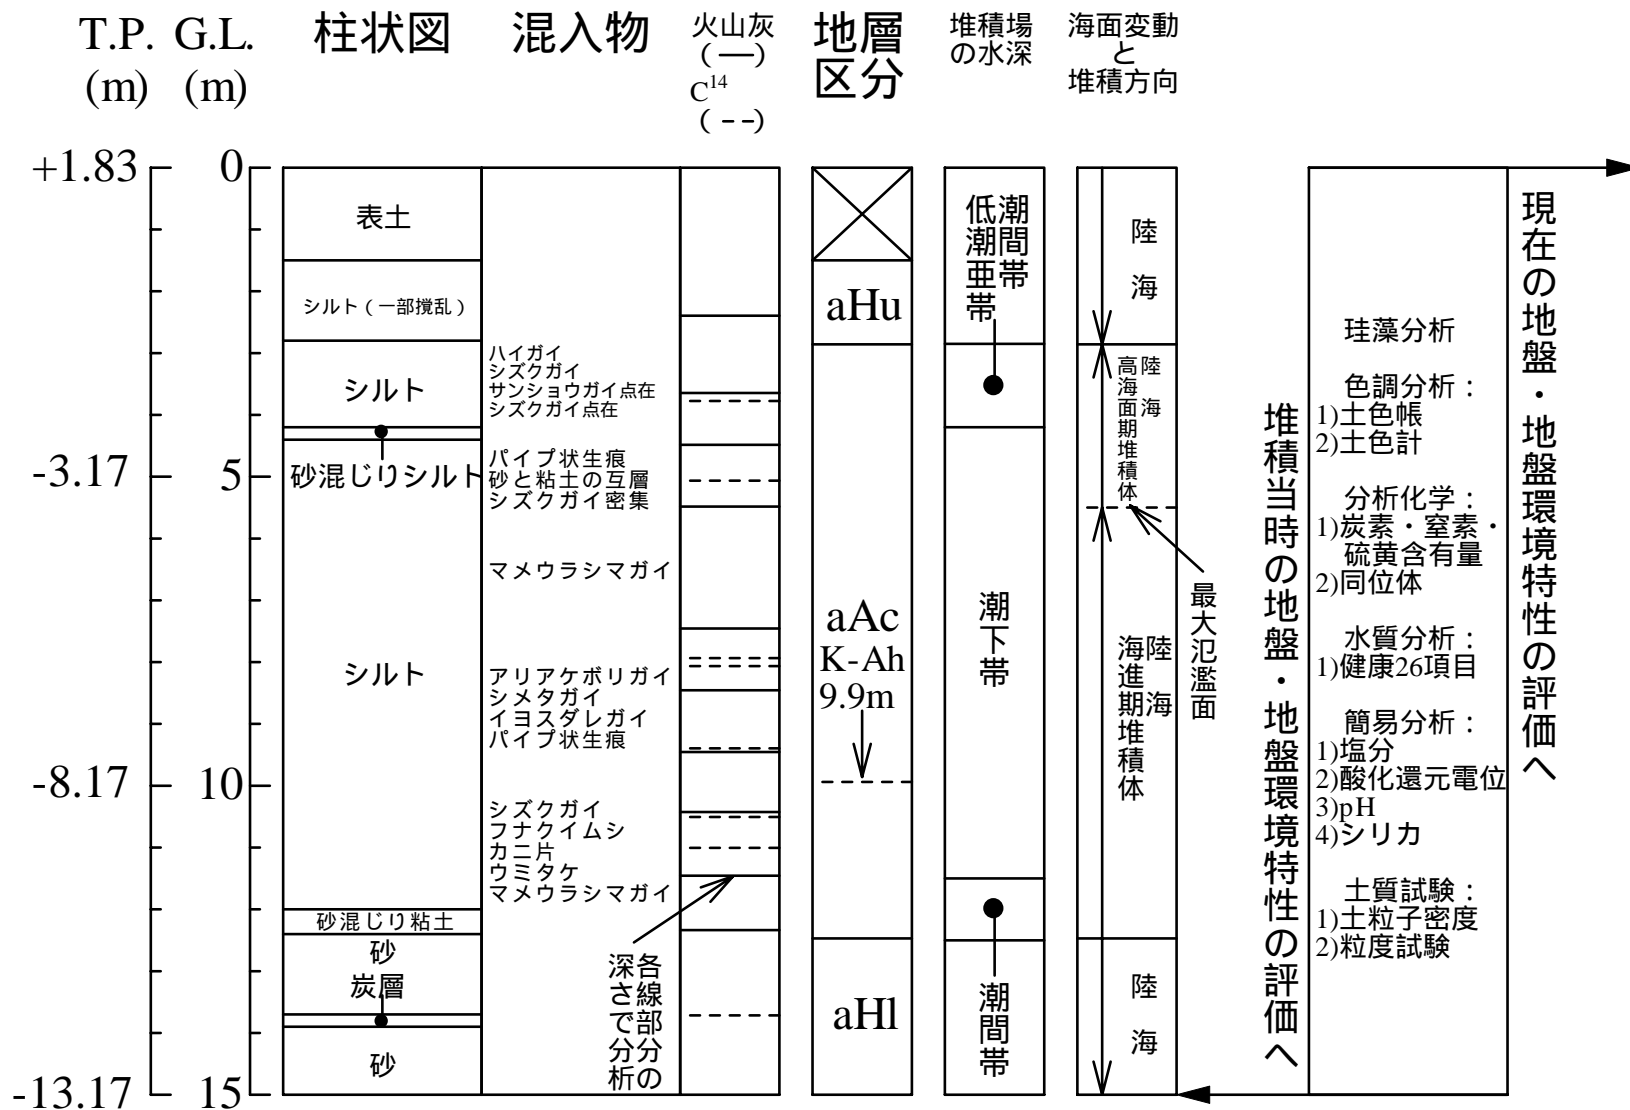 T.P.
(m)
G.L.
(m)
柱状図
混入物
火山灰
(—)
C14
(--)
地層
区分
堆積場
の水深
海面変動
と
堆積方向
+1.83
-3.17
-8.17
-13.17
0
5
10
15
表土
シルト(一部撹乱)
シルト
砂混じりシルト
シルト
砂混じり粘土
砂
炭層
砂
ハイガイ
シズクガイ
サンショウガイ点在
シズクガイ点在
パイプ状生痕
砂と粘土の互層
シズクガイ密集
マメウラシマガイ
アリアケボリガイ
シメタガイ
イヨスダレガイ
パイプ状生痕
シズクガイ
フナクイムシ
カニ片
ウミタケ
マメウラシマガイ
各線部分の
深さで分析
aHu
aAc
K-Ah
9.9m
aHl
潮間帯
低潮亜帯
潮下帯
潮間帯
陸 海
陸 海
高海面期堆積体
最大氾濫面
陸 海
海進期堆積体
陸 海
堆積当時の地盤・地盤環境特性の評価へ
珪藻分析
色調分析:
1)土色帳
2)土色計
分析化学:
1)炭素・窒素・
硫黄含有量
2)同位体
水質分析:
1)健康26項目
簡易分析:
1)塩分
2)酸化還元電位
3)pH
4)シリカ
土質試験:
1)土粒子密度
2)粒度試験
現在の地盤・地盤環境特性の評価へ